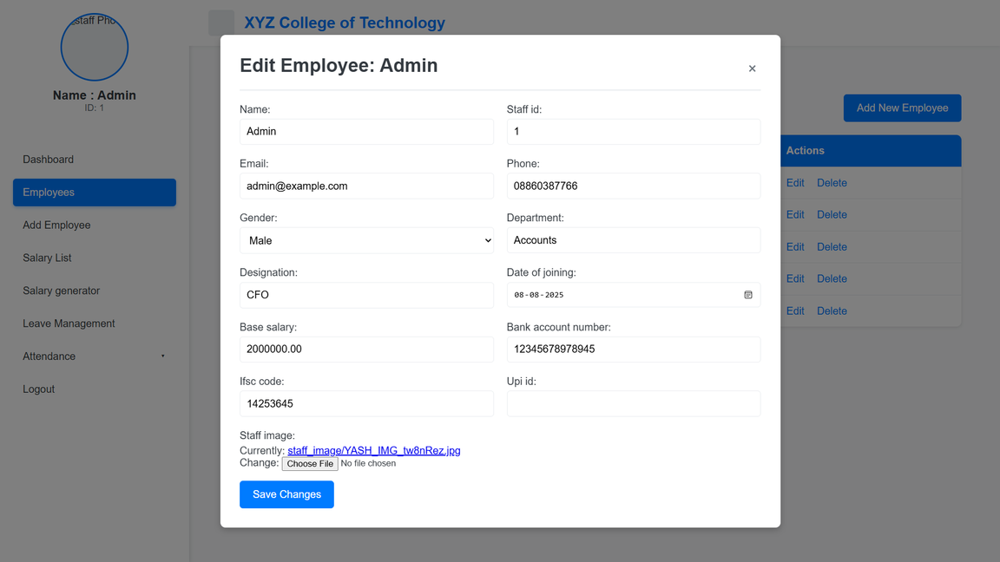 staff Pho
Name : Admin
ID: 1
Dashboard
Employees
Add Employee
Salary List
Salary generator
Leave Management
Attendance
Logout
XYZ College of Technology
Add New Employee
Actions
Edit Delete
Edit Delete
Edit Delete
Edit Delete
Edit Delete
Edit Employee: Admin
×
Name: Staff id:
Admin 1
Email: Phone:
admin@example.com 08860387766
Gender: Department:
Male Accounts
Designation: Date of joining:
CFO 08-08-2025
Base salary: Bank account number:
2000000.00 12345678978945
Ifsc code: Upi id:
14253645
Staff image:
Currently: staff_image/YASH_IMG_tw8nRez.jpg
Change: Choose File No file chosen
Save Changes